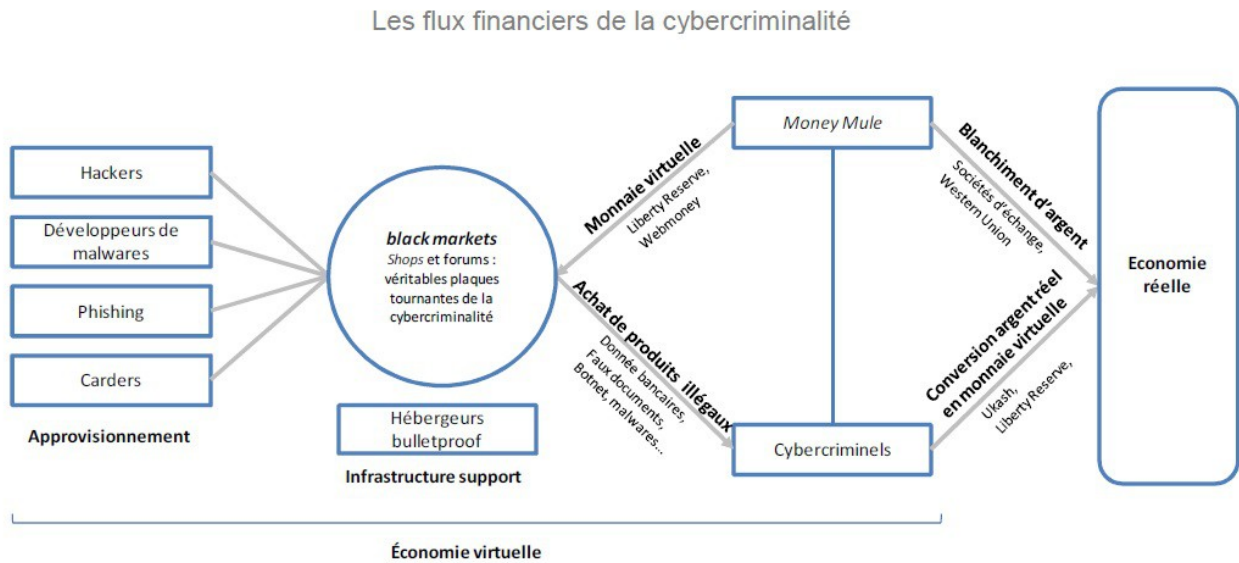 Les flux financiers de la cybercriminalité
Hackers
Développeurs de
malwares
Phishing
Carders
Approvisionnement
black markets
Shops et forums :
véritables plaques
tournantes de la
cybercriminalité
Hébergeurs
bulletproof
Infrastructure support
Monnaie virtuelle
Liberty Reserve,
Webmoney
Achat de produits illégaux
Donnée bancaires,
Faux documents,
Botnet, malwares...
Money Mule
Cybercriminels
Blanchiment d'argent
Sociétés d'échange,
Western Union
Conversion argent réel
en monnaie virtuelle
Ukash,
Liberty Reserve,
Economie
réelle
Économie virtuelle